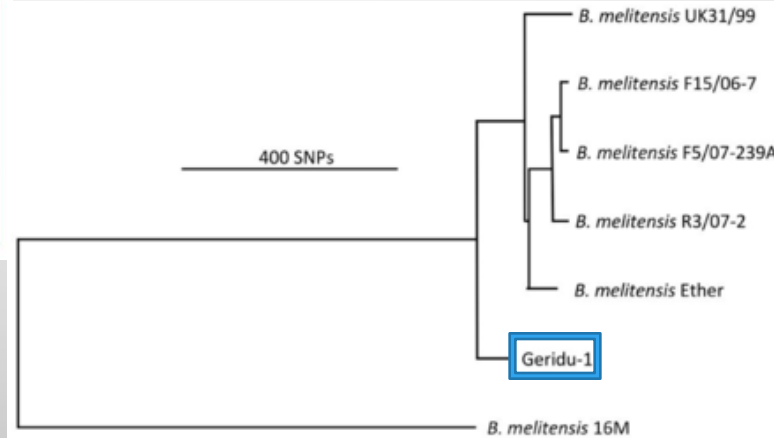 B. melitensis UK31/99
B. melitensis F15/06-7
B. melitensis F5/07-239A
400 SNPs
B. melitensis R3/07-2
B. melitensis Ether
Geridu-1
B. melitensis 16M